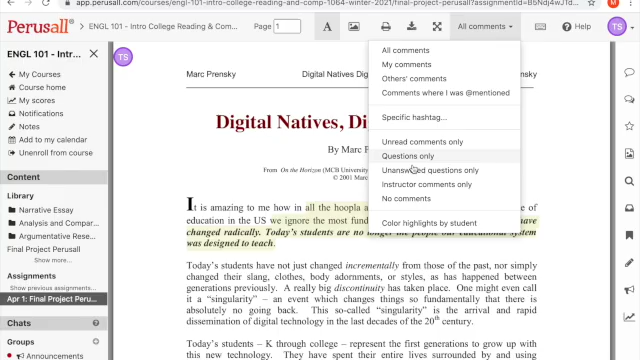 app.perusall.com/courses/engl-101-intro-college-reading-and-comp-1064-winter-2021/final-project-perusall?assignmentId=B5Ndj4wJTd
M
Perusall
ENGL 101 - Intro College Reading & Comp
Page 1
A
All comments
Help
TS
ENGL 101 - Intr
My Courses
Course home
My scores
Notifications
Notes
Add to my calendar
Unenroll from course
Content
Library
Narrative Essay
Analysis and Compar
Argumentative Resear
Final Project Perusall
Show more...
Assignments
Show previous assignments...
Apr 1: Final Project Perus
Chats
Groups
Announcements
All comments
My comments
Others' comments
Comments where I was @mentioned
Specific hashtag...
Unread comments only
Questions only
Unanswered questions only
Instructor comments only
No comments
Color highlights by student
TS
Marc Prensky Digital Natives Digi
Digital Natives, Di
By Marc
From On the Horizon (MCB University
© 2001 Marc
It is amazing to me how in all the hoopla a e of
education in the US we ignore the most fund have
changed radically. Today's students are no longer the people our educational system
was designed to teach.
Today's students have not just changed incrementally from those of the past, nor simply
changed their slang, clothes, body adornments, or styles, as has happened between
generations previously. A really big discontinuity has taken place. One might even call
it a "singularity" – an event which changes things so fundamentally that there is
absolutely no going back. This so-called "singularity" is the arrival and rapid
dissemination of digital technology in the last decades of the 20th century.
Today's students – K through college – represent the first generations to grow up with
this new technology. They have spent their entire lives surrounded by and using